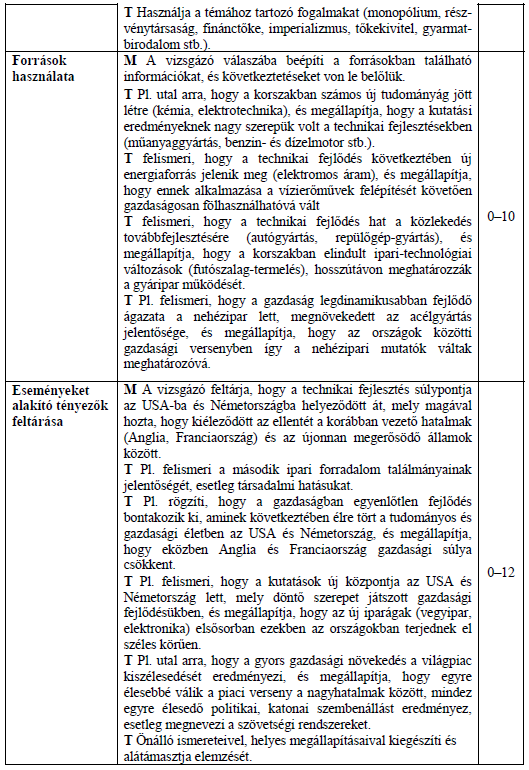 T Használja a témához tartozó fogalmakat (monopólium, rész-
vénytársaság, finánctőke, imperializmus, tőkekivitel, gyarmat-
birodalom stb.).
Források
használata
M A vizsgázó válaszába beépíti a forrásokban található
információkat, és következtetéseket von le belőlük.
T Pl. utal arra, hogy a korszakban számos új tudományág jött
létre (kémia, elektrotechnika), és megállapítja, hogy a kutatási
eredményeknek nagy szerepük volt a technikai fejlesztésekben
(műanyaggyártás, benzin- és dízelmotor stb.).
T felismeri, hogy a technikai fejlődés következtében új
energiaforrás jelenik meg (elektromos áram), és megállapítja,
hogy ennek alkalmazása a vízierőművek felépítését követően
gazdaságosan fölhasználhatóvá vált
T felismeri, hogy a technikai fejlődés hat a közlekedés
továbbfejlesztésére (autógyártás, repülőgép-gyártás), és
megállapítja, hogy a korszakban elindult ipari-technológiai
változások (futószalag-termelés), hosszútávon meghatározzák
a gyáripar működését.
T Pl. felismeri, hogy a gazdaság legdinamikusabban fejlődő
ágazata a nehézipar lett, megnövekedett az acélgyártás
jelentősége, és megállapítja, hogy az országok közötti
gazdasági versenyben így a nehézipari mutatók váltak
meghatározóvá.
0–10
Eseményeket
alakító tényezők
feltárása
M A vizsgázó feltárja, hogy a technikai fejlesztés súlypontja
az USA-ba és Németországba helyeződött át, mely magával
hozta, hogy kiéleződött az ellentét a korábban vezető hatalmak
(Anglia, Franciaország) és az újonnan megerősödő államok
között.
T Pl. felismeri a második ipari forradalom találmányainak
jelentőségét, esetleg társadalmi hatásukat.
T Pl. rögzíti, hogy a gazdaságban egyenlőtlen fejlődés
bontakozik ki, aminek következtében élre tört a tudományos és
gazdasági életben az USA és Németország, és megállapítja,
hogy eközben Anglia és Franciaország gazdasági súlya
csökkent.
T Pl. felismeri, hogy a kutatások új központja az USA és
Németország lett, mely döntő szerepet játszott gazdasági
fejlődésükben, és megállapítja, hogy az új iparágak (vegyipar,
elektronika) elsősorban ezekben az országokban terjednek el
széles körűen.
T Pl. utal arra, hogy a gyors gazdasági növekedés a világpiac
kiszélesedését eredményezi, és megállapítja, hogy egyre
élesebbé válik a piaci verseny a nagyhatalmak között, mindez
egyre élesedő politikai, katonai szembenállást eredményez,
esetleg megnevezi a szövetségi rendszereket.
T Önálló ismereteivel, helyes megállapításaival kiegészíti és
alátámasztja elemzését.
0–12